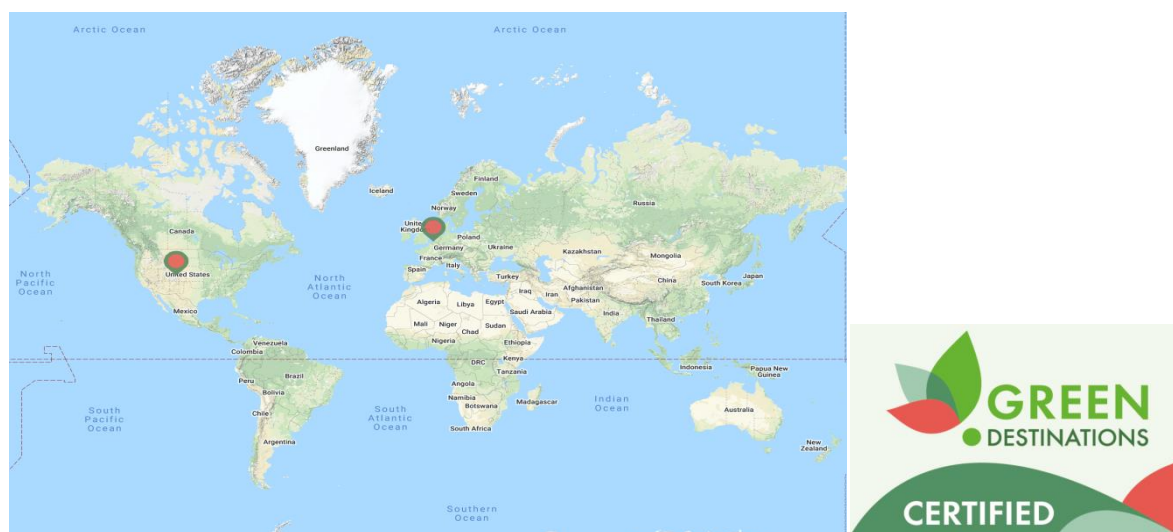 Arctic Ocean
Arctic Ocean
Greenland
Iceland
Finland
Sweden
Norway
Russia
Canada
Poland
Germany
Ukraine
France
Kazakhstan
Mongolia
North
Pacific
Ocean
United States
North
Atlantic
Ocean
Spain
Italy
Turkey
China
Japan
South Korea
Iraq
Iran
Afghanistan
Pakistan
Algeria
Libya
Egypt
Saudi Arabia
India
Mexico
Mali
Niger
Chad
Sudan
Thailand
Nigeria
Ethiopia
Venezuela
Colombia
DRC
Kenya
Tanzania
Indonesia
Papua New
Guinea
Peru
Brazil
Bolivia
Angola
Namibia
Botswana
Madagascar
Indian
Ocean
South
Pacific
Ocean
Chile
South
Atlantic
Ocean
South Africa
Australia
Argentina
New
Zealand
Southern
Ocean
GREEN
DESTINATIONS
CERTIFIED